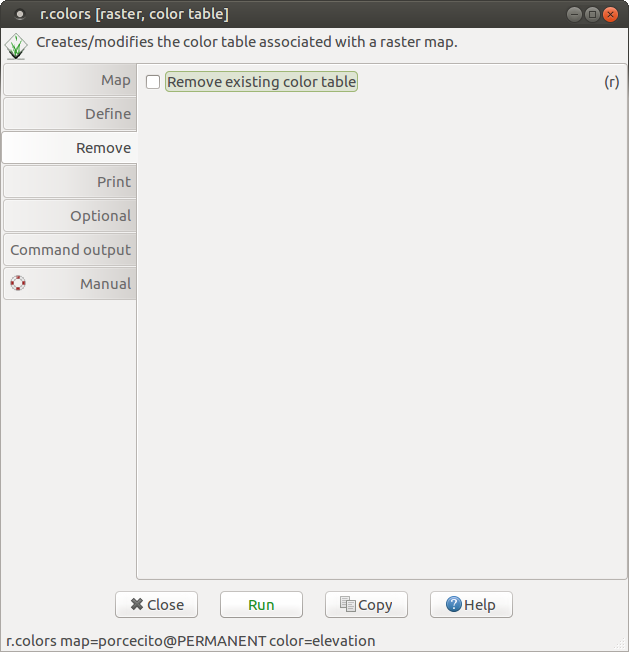 r.colors [raster, color table]
Creates/modifies the color table associated with a raster map.
Map
Define
Remove
Print
Optional
Command output
Manual
Remove existing color table (r)
Close Run Copy Help
r.colors map=porcecito@PERMANENT color=elevation